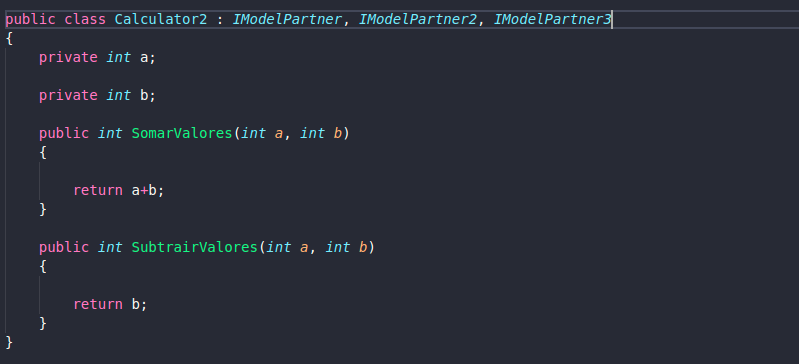 public class Calculator2 : IModelPartner, IModelPartner2, IModelPartner3
{
    private int a;
    private int b;
    public int SomarValores(int a, int b)
    {
        return a+b;
    }
    public int SubtrairValores(int a, int b)
    {
        return b;
    }
}